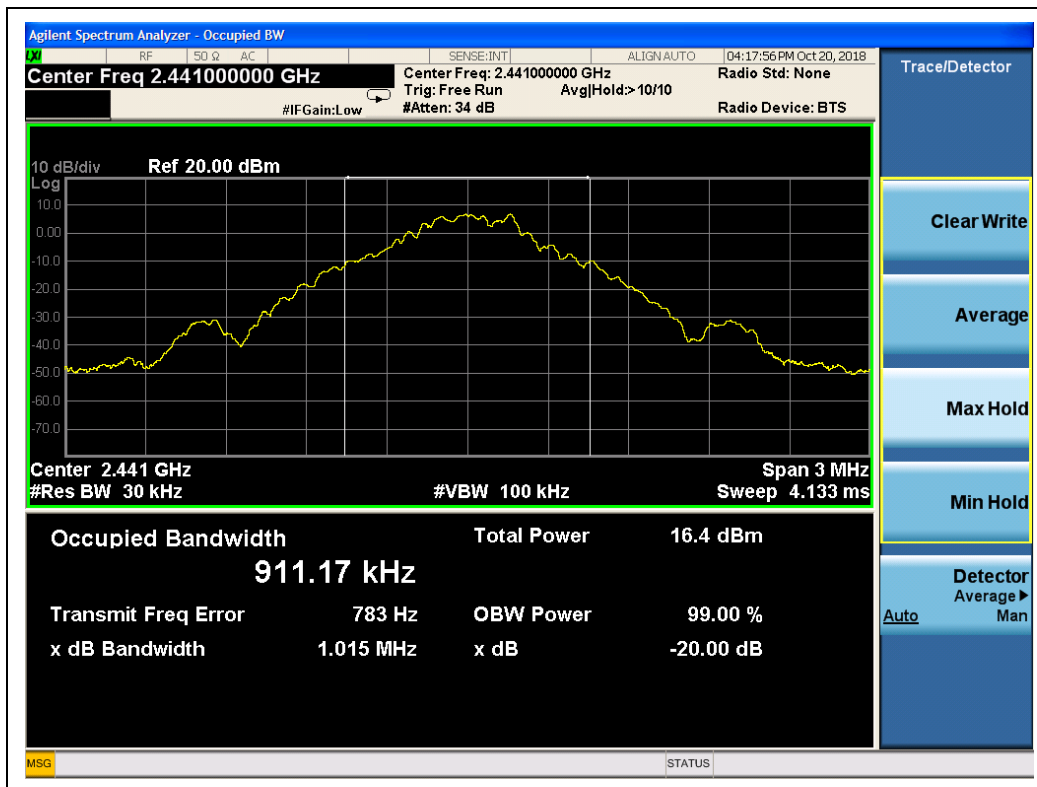 Agilent Spectrum Analyzer - Occupied BW
LXI RF 50 Ω AC SENSE:INT ALIGN AUTO 04:17:56 PM Oct 20, 2018
Center Freq 2.441000000 GHz
Center Freq: 2.441000000 GHz
Radio Std: None
Trig: Free Run
Avg|Hold:>10/10
#IFGain:Low
#Atten: 34 dB
Radio Device: BTS
10 dB/div
Ref 20.00 dBm
Log
10.0
0.00
-10.0
-20.0
-30.0
-40.0
-50.0
-60.0
-70.0
Center 2.441 GHz
Span 3 MHz
#Res BW 30 kHz
#VBW 100 kHz
Sweep 4.133 ms
Occupied Bandwidth
911.17 kHz
Total Power 16.4 dBm
Transmit Freq Error 783 Hz
OBW Power 99.00 %
x dB Bandwidth 1.015 MHz
x dB -20.00 dB
Trace/Detector
Clear Write
Average
Max Hold
Min Hold
Detector
Average
Auto Man
MSG
STATUS